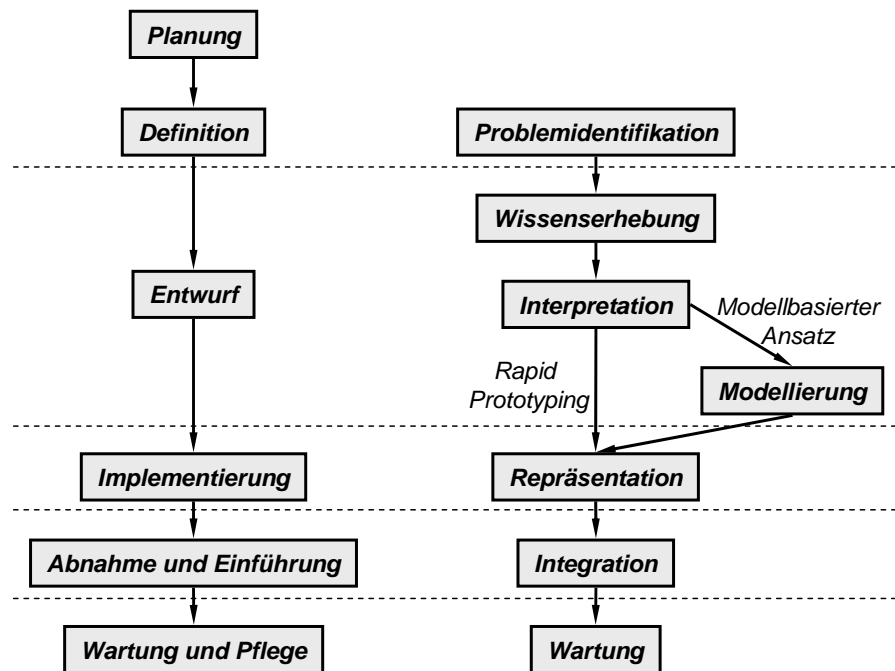 Planung
Definition
Problemidentifikation
Wissenserhebung
Entwurf
Interpretation
Modellbasierter
Ansatz
Rapid
Prototyping
Modellierung
Implementierung
Repräsentation
Abnahme und Einführung
Integration
Wartung und Pflege
Wartung